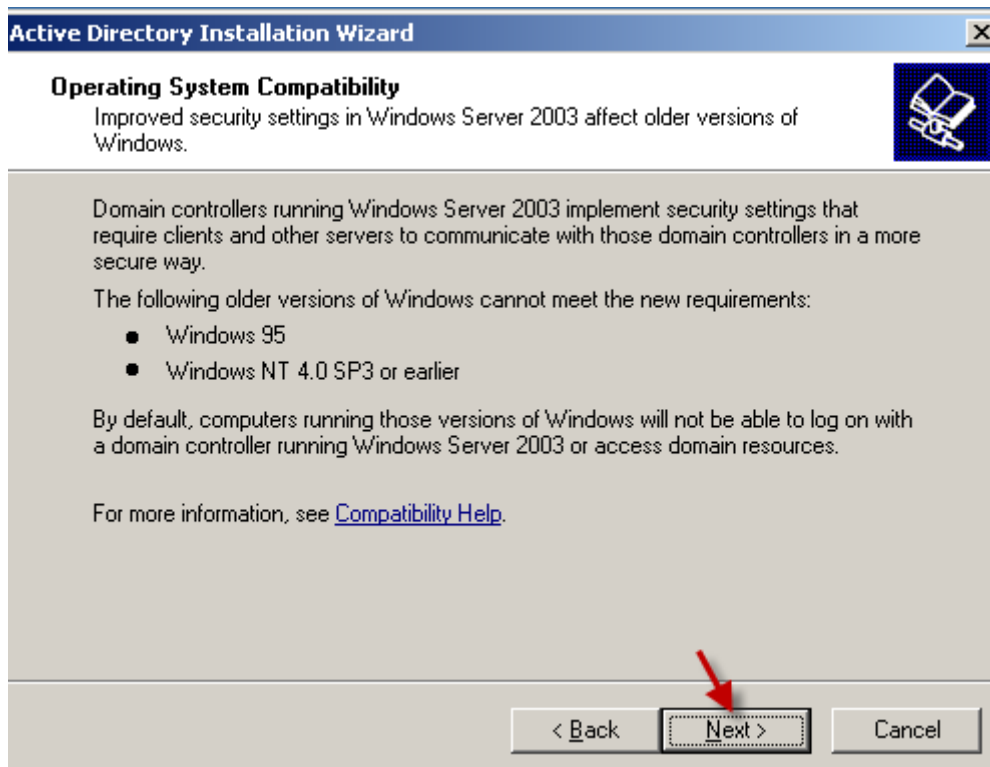 Active Directory Installation Wizard
Operating System Compatibility
Improved security settings in Windows Server 2003 affect older versions of
Windows.
Domain controllers running Windows Server 2003 implement security settings that
require clients and other servers to communicate with those domain controllers in a more
secure way.
The following older versions of Windows cannot meet the new requirements:
● Windows 95
● Windows NT 4.0 SP3 or earlier
By default, computers running those versions of Windows will not be able to log on with
a domain controller running Windows Server 2003 or access domain resources.
For more information, see Compatibility Help.
< Back Next > Cancel